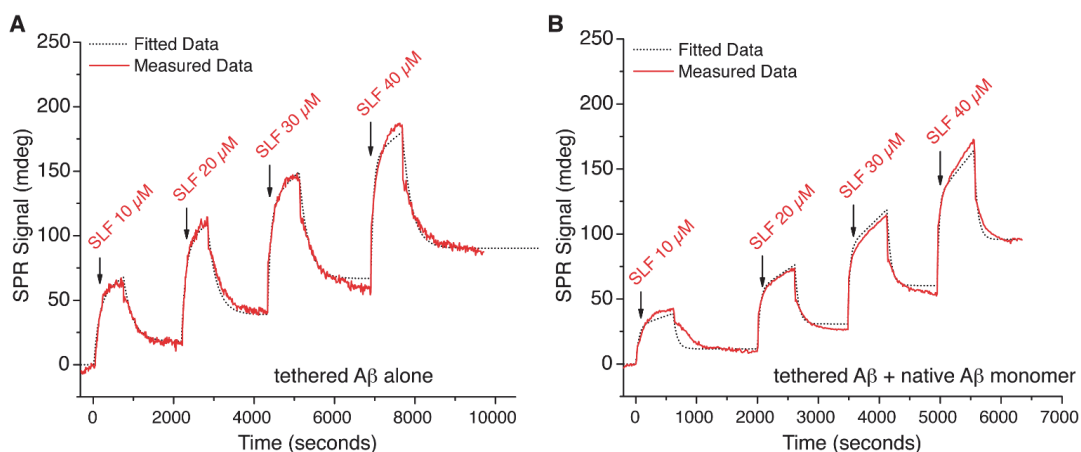 A
250
200
150
100
50
0
SPR Signal (mdeg)
Fitted Data
Measured Data
SLF 10 µM
SLF 20 µM
SLF 30 µM
SLF 40 µM
tethered Aβ alone
0 2000 4000 6000 8000 10000
Time (seconds)
B
250
200
150
100
50
0
SPR Signal (mdeg)
Fitted Data
Measured Data
SLF 10 µM
SLF 20 µM
SLF 30 µM
SLF 40 µM
tethered Aβ + native Aβ monomer
0 1000 2000 3000 4000 5000 6000 7000
Time (seconds)